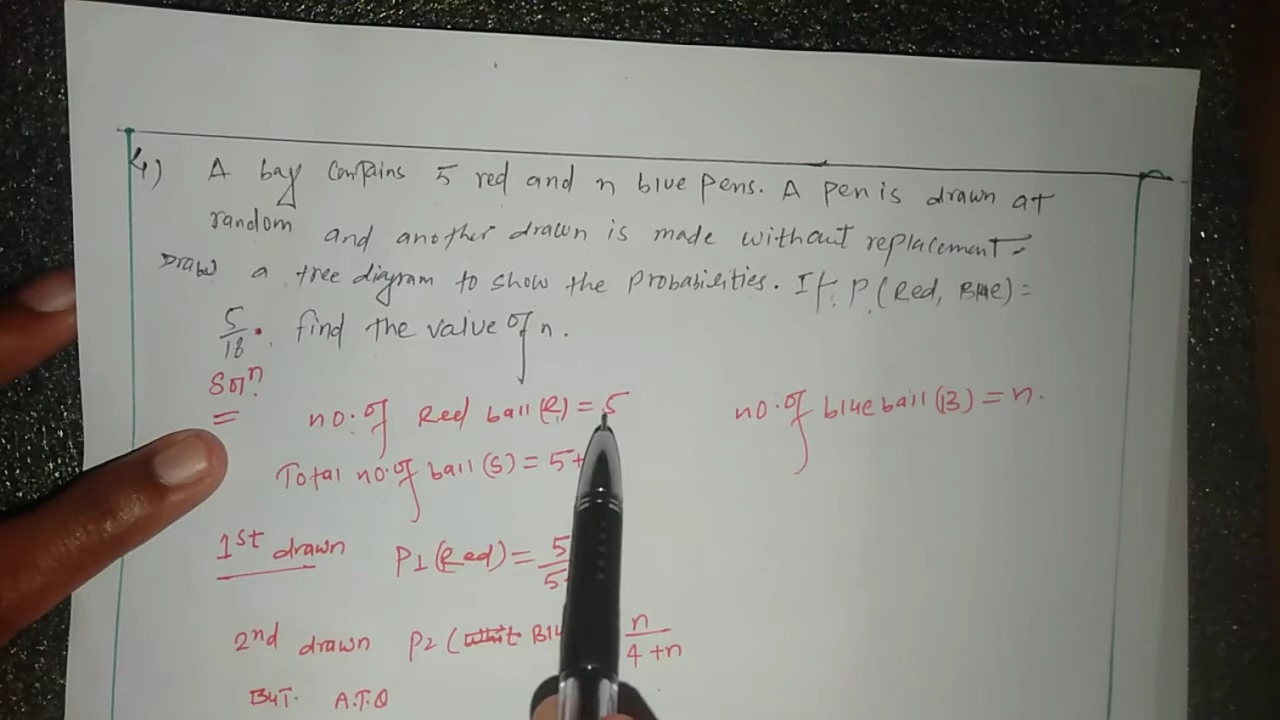 4) A bag contains 5 red and n blue pens. A pen is drawn at
random and another drawn is made without replacement.
Draw a tree diagram to show the probabilities. If P(Red, Blue) =
5/18. find the value of n.
Solⁿ
=
no. of Red ball (R) = 5 no. of blue ball (B) = n.
Total no. of ball (S) = 5+
1st drawn P1 (Red) = 5/5
2nd drawn P2 ( n/4+n
But. A.T.Q